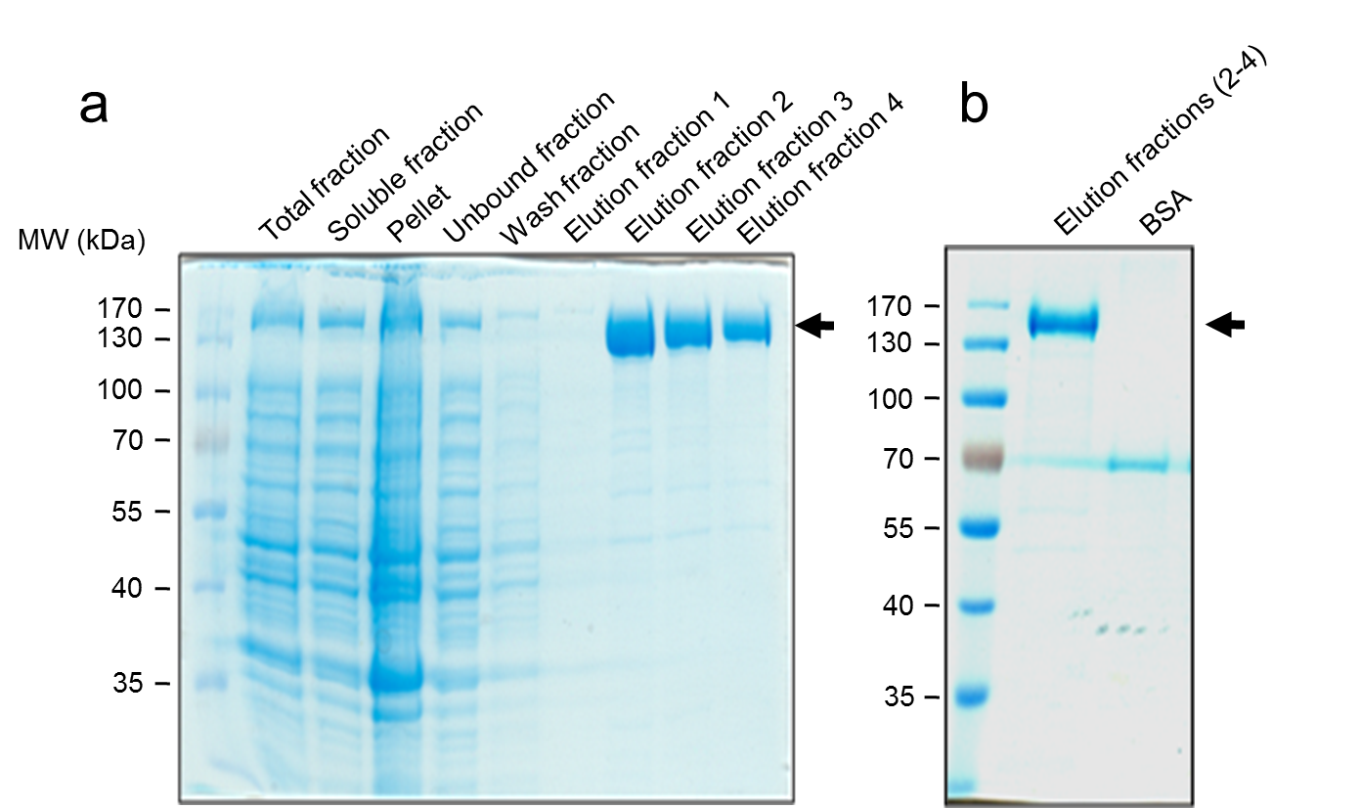 a
Total fraction
Soluble fraction
Pellet
Unbound fraction
Wash fraction
Elution fraction 1
Elution fraction 2
Elution fraction 3
Elution fraction 4
MW (kDa)
170
130
100
70
55
40
35
b
Elution fractions (2-4)
BSA
170
130
100
70
55
40
35